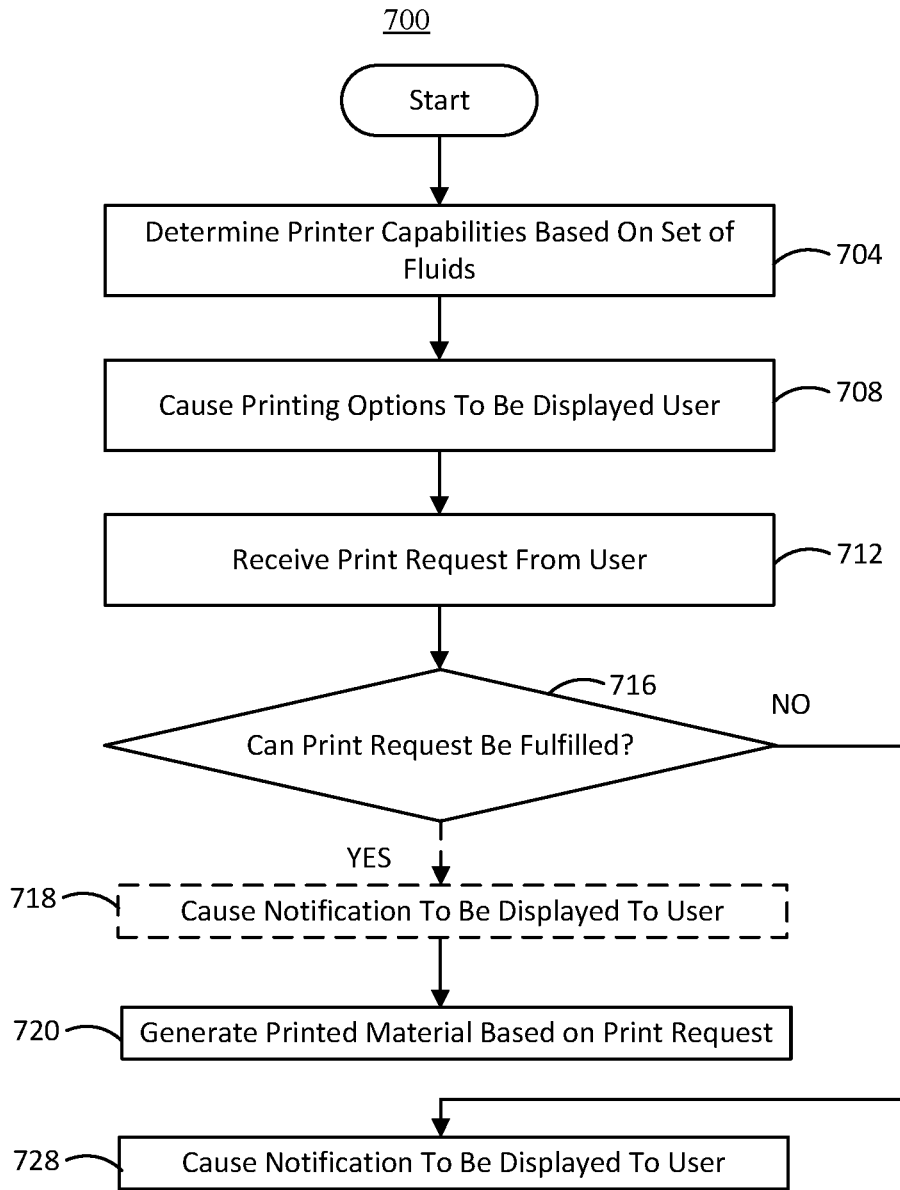 700
Start
Determine Printer Capabilities Based On Set of
Fluids
704
Cause Printing Options To Be Displayed User
708
Receive Print Request From User
712
716
NO
Can Print Request Be Fulfilled?
YES
718
Cause Notification To Be Displayed To User
720
Generate Printed Material Based on Print Request
728
Cause Notification To Be Displayed To User